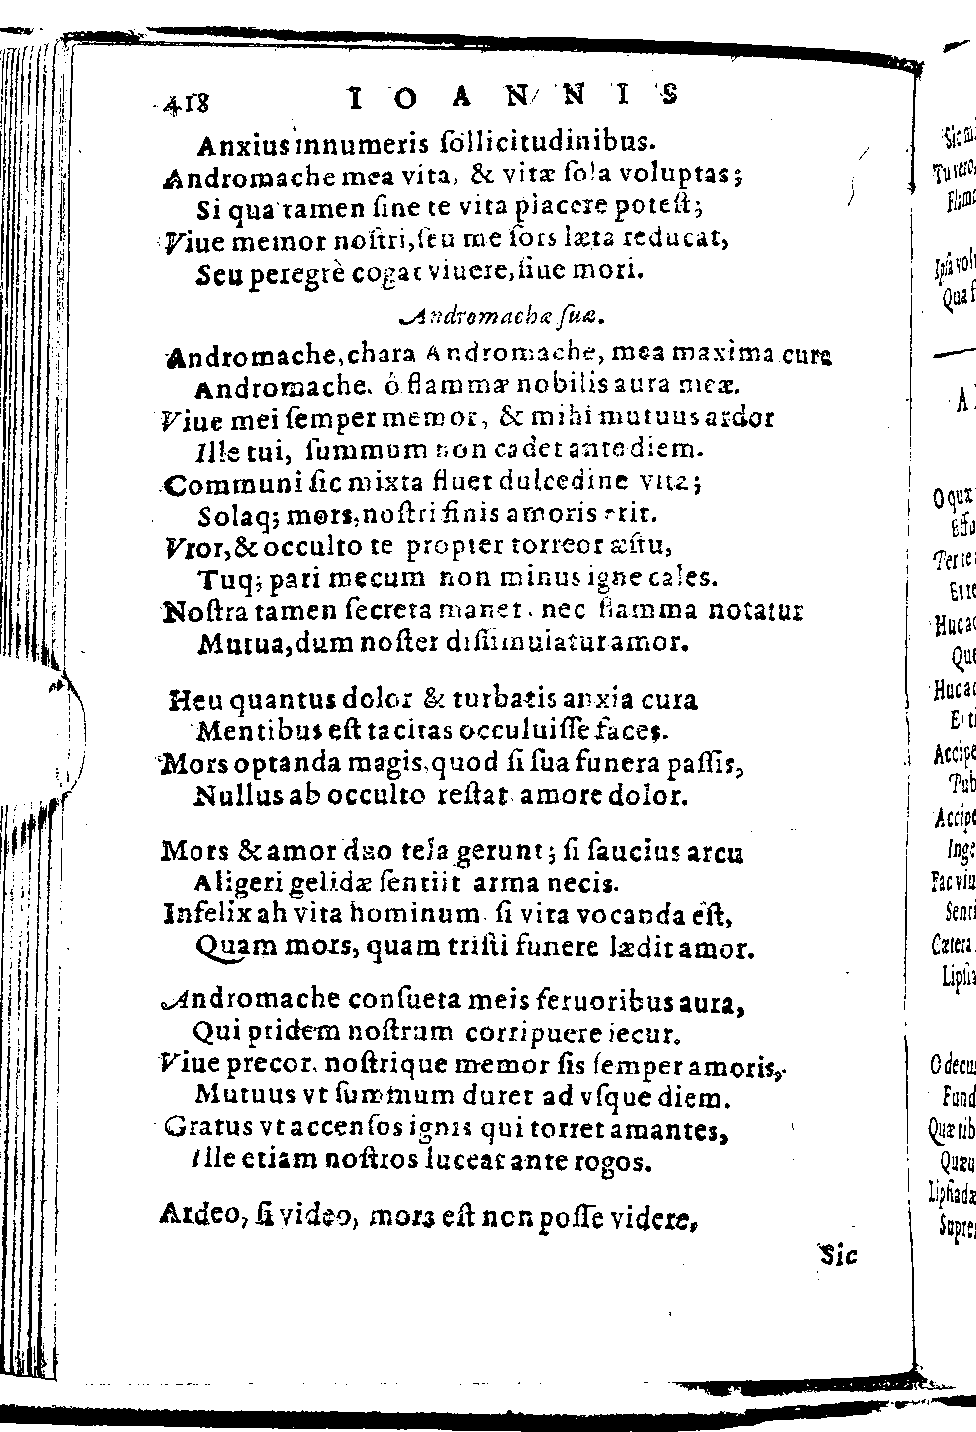 418 IOANNIS
Anxius innumeris ſollicitudinibus.
Andromache mea vita, & vitæ ſola voluptas;
Si qua tamen ſine te vita placere poteſt;
Viue memor noſtri, ſeu me ſors læta reducat,
Seu peregrè cogat viuere, ſiue mori.
Andromachæ ſuæ.
Andromache, chara Andromache, mea maxima cura
Andromache. ô flammæ nobilis aura meæ.
Viue mei ſemper memor, & mihi mutuus ardor
Ille tui, ſummum non cadet ante diem.
Communi ſic mixta fluet dulcedine vita;
Solaq; mors, noſtri finis amoris erit.
Vror, & occulto te propter torreor æſtu,
Tuq; pari mecum non minus igne cales.
Noſtra tamen ſecreta manet, nec flamma notatur
Mutua, dum noſter diſſimulatur amor.
Heu quantus dolor & turbatis anxia cura
Mentibus eſt tacitas occuluiſſe faces.
Mors optanda magis, quod ſi ſua funera paſſis,
Nullus ab occulto reſtat amore dolor.
Mors & amor duo tela gerunt; ſi ſaucius arcu
Aligeri gelidæ ſentiit arma necis.
Infelix ah vita hominum ſi vita vocanda eſt,
Quam mors, quam triſti funere lædit amor.
Andromache conſueta meis feruoribus aura,
Qui pridem noſtrum corripuere iecur.
Viue precor, noſtrique memor ſis ſemper amoris,
Mutuus vt ſummum duret ad vſque diem.
Gratus vt accenſos ignis qui torret amantes,
Ille etiam noſtros luceat ante rogos.
Ardeo, ſi video, mors eſt non poſſe videre,
Sic